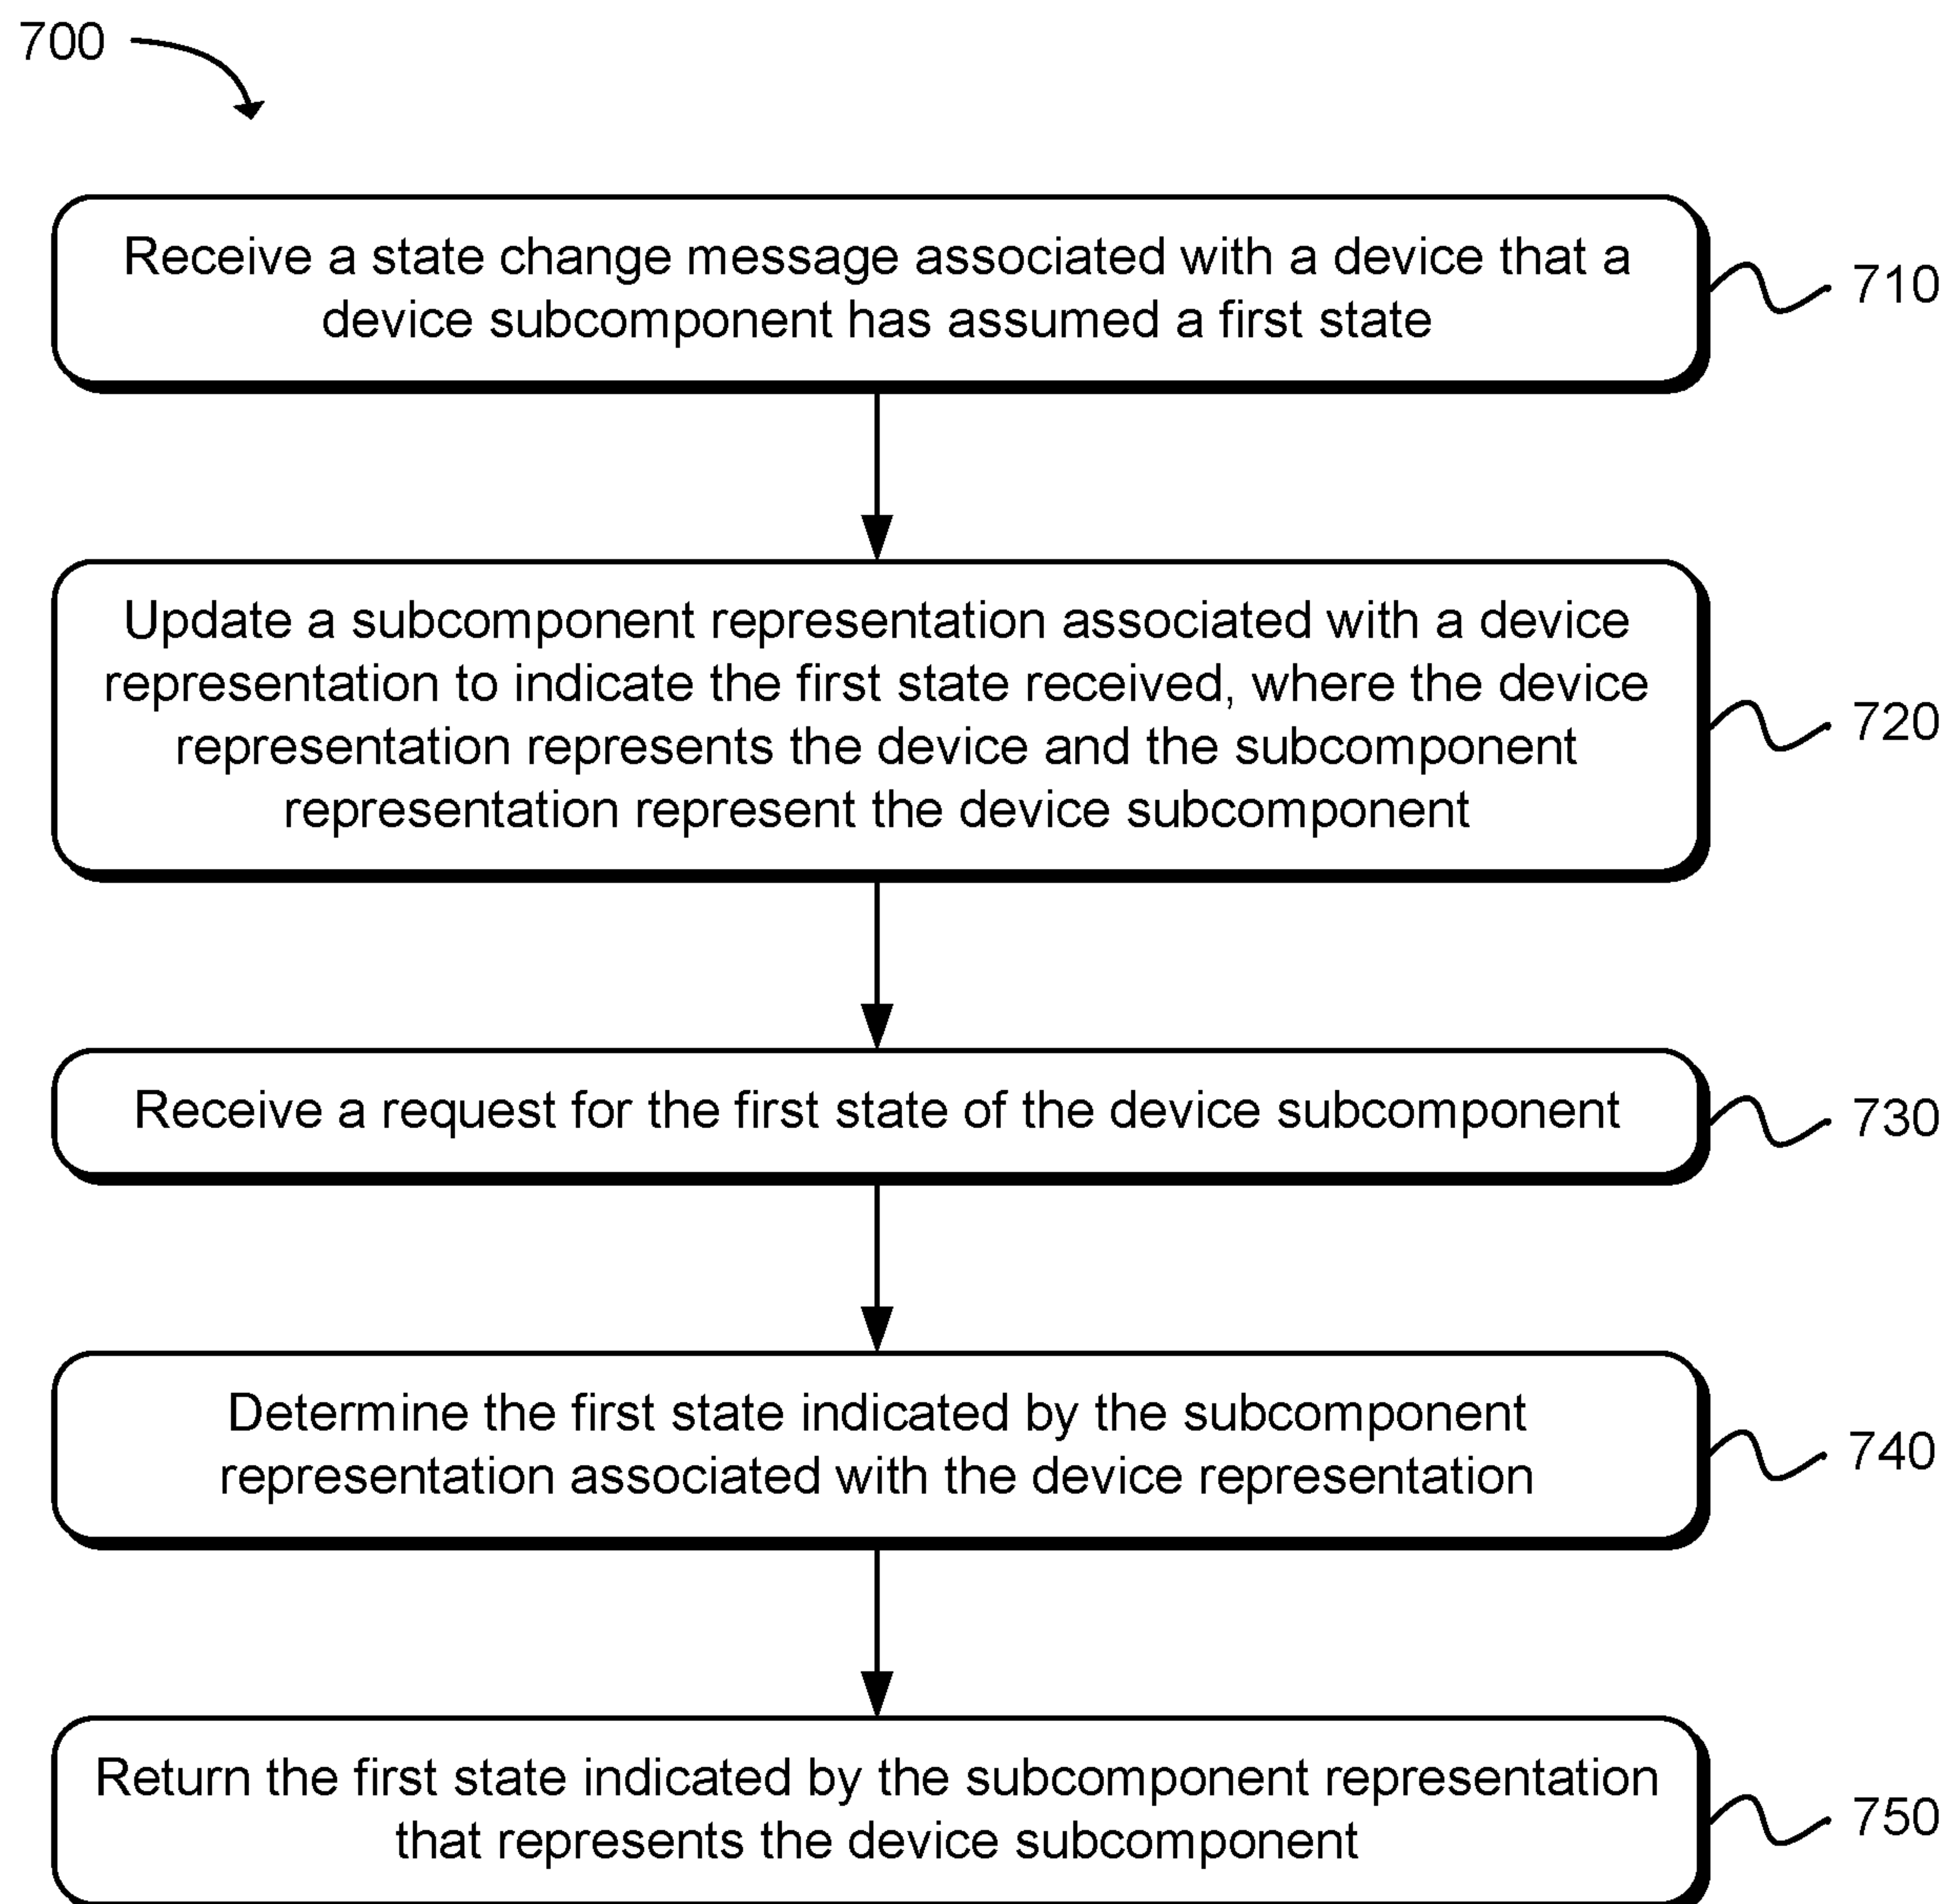 700
Receive a state change message associated with a device that a
device subcomponent has assumed a first state
710
Update a subcomponent representation associated with a device
representation to indicate the first state received, where the device
representation represents the device and the subcomponent
representation represent the device subcomponent
720
Receive a request for the first state of the device subcomponent
730
Determine the first state indicated by the subcomponent
representation associated with the device representation
740
Return the first state indicated by the subcomponent representation
that represents the device subcomponent
750